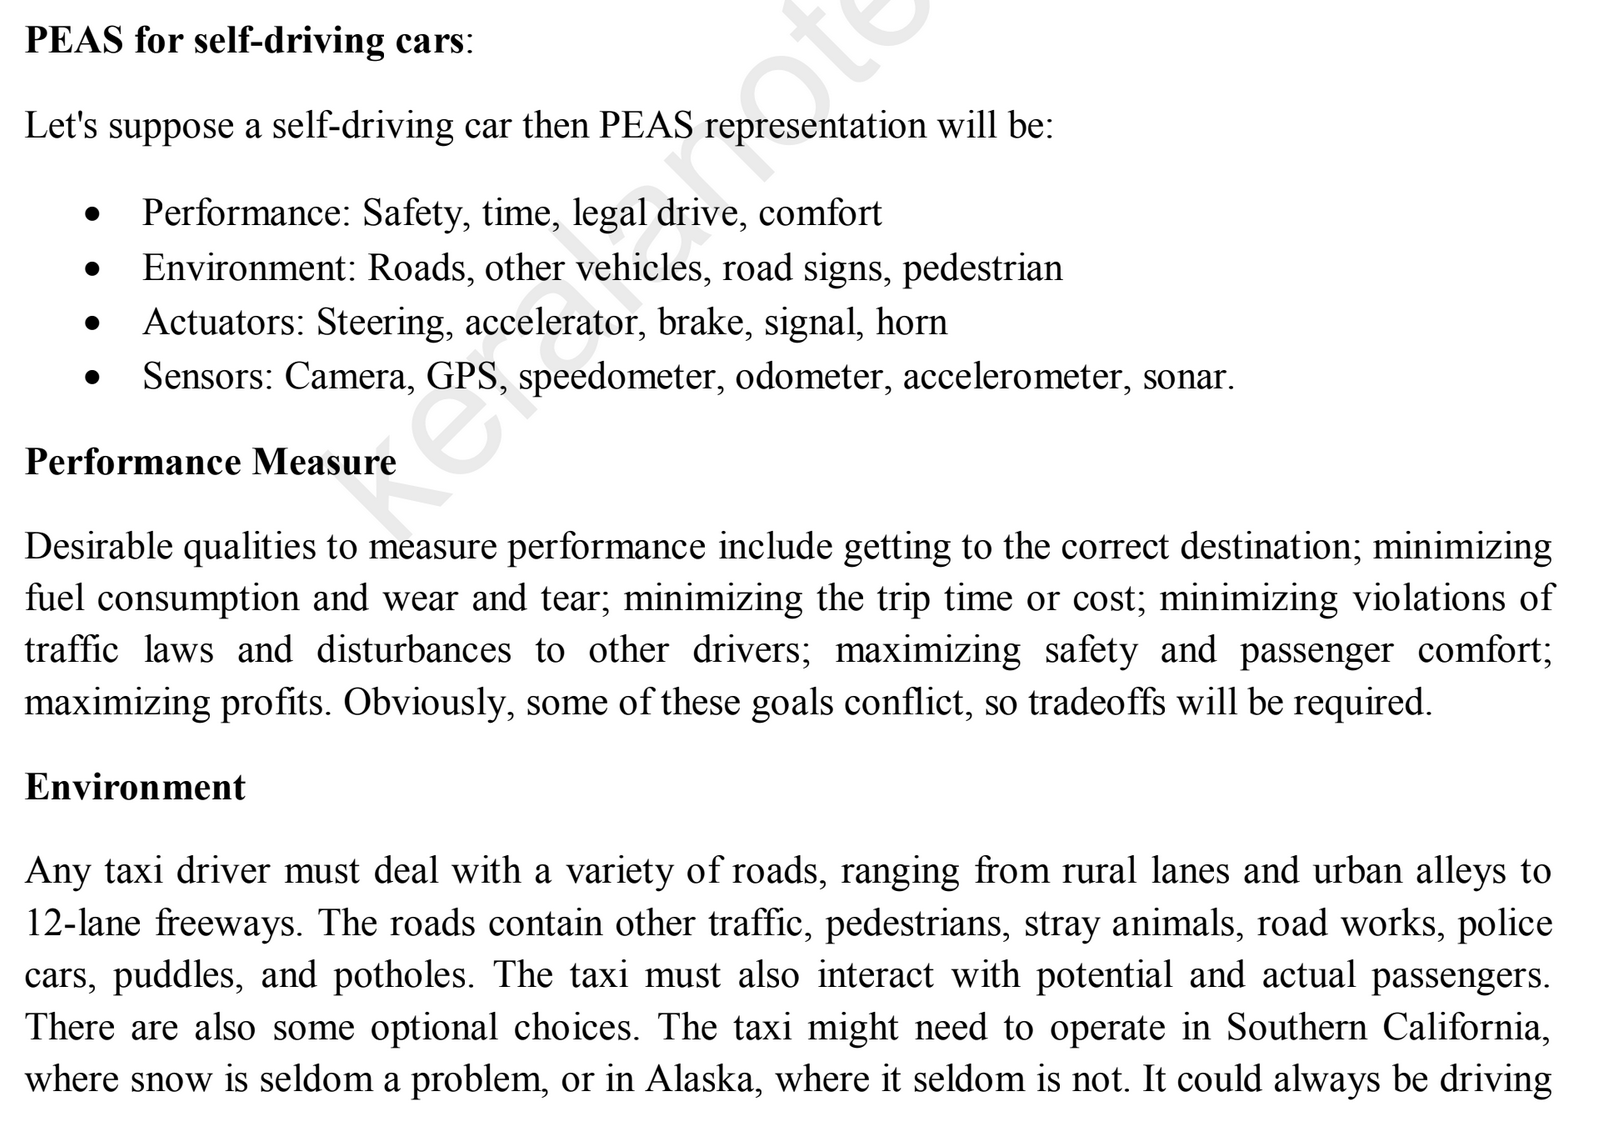 PEAS for self-driving cars:
Let's suppose a self-driving car then PEAS representation will be:
• Performance: Safety, time, legal drive, comfort
• Environment: Roads, other vehicles, road signs, pedestrian
• Actuators: Steering, accelerator, brake, signal, horn
• Sensors: Camera, GPS, speedometer, odometer, accelerometer, sonar.
Performance Measure
Desirable qualities to measure performance include getting to the correct destination; minimizing
fuel consumption and wear and tear; minimizing the trip time or cost; minimizing violations of
traffic laws and disturbances to other drivers; maximizing safety and passenger comfort;
maximizing profits. Obviously, some of these goals conflict, so tradeoffs will be required.
Environment
Any taxi driver must deal with a variety of roads, ranging from rural lanes and urban alleys to
12-lane freeways. The roads contain other traffic, pedestrians, stray animals, road works, police
cars, puddles, and potholes. The taxi must also interact with potential and actual passengers.
There are also some optional choices. The taxi might need to operate in Southern California,
where snow is seldom a problem, or in Alaska, where it seldom is not. It could always be driving
keralanote